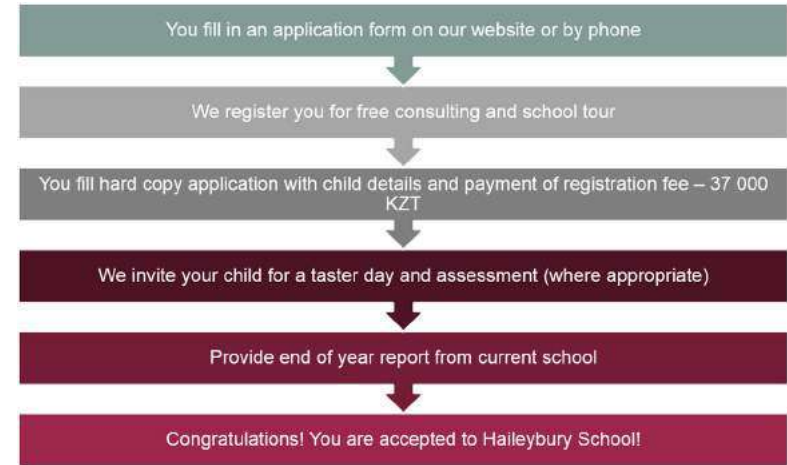 You fill in an application form on our website or by phone
We register you for free consulting and school tour
You fill hard copy application with child details and payment of registration fee – 37 000
KZT
We invite your child for a taster day and assessment (where appropriate)
Provide end of year report from current school
Congratulations! You are accepted to Haileybury School!